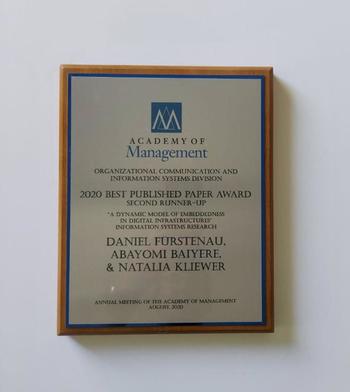 ACADEMY OF
Management
ORGANIZATIONAL COMMUNICATION AND
INFORMATION SYSTEMS DIVISION
2020 BEST PUBLISHED PAPER AWARD
SECOND RUNNER-UP
"A DYNAMIC MODEL OF EMBEDDEDNESS
IN DIGITAL INFRASTRUCTURES"
INFORMATION SYSTEMS RESEARCH
DANIEL FÜRSTENAU,
ABAYOMI BAIYERE,
& NATALIA KLIEWER
ANNUAL MEETING OF THE ACADEMY OF MANAGEMENT
AUGUST, 2020